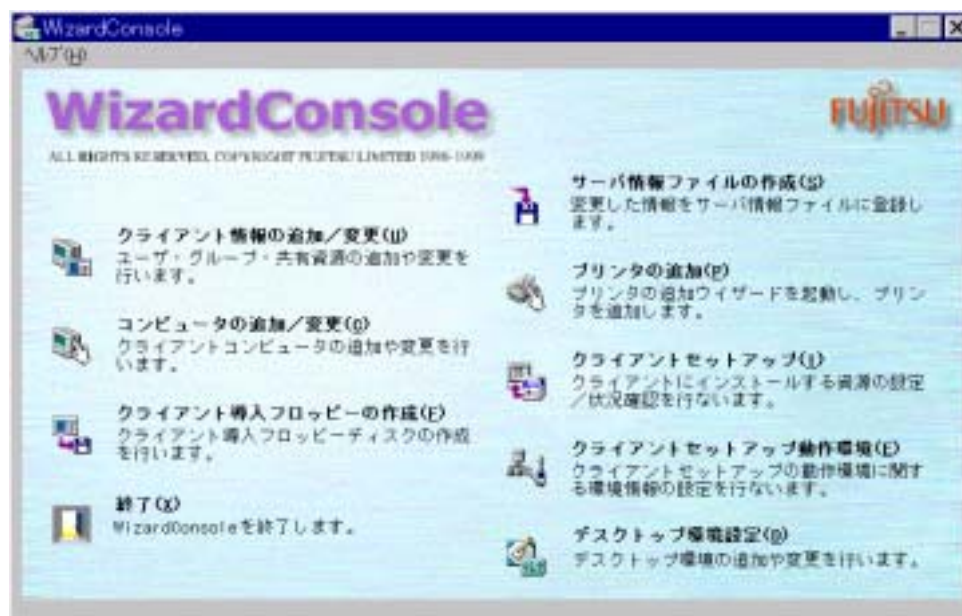 WizardConsole
ヘルプ(H)
WizardConsole
FUJITSU
ALL RIGHTS RESERVED, COPYRIGHT FUJITSU LIMITED 1996-1999
クライアント情報の追加/変更(U)
ユーザ・グループ・共有資源の追加や変更を
行います。
コンピュータの追加/変更(C)
クライアントコンピュータの追加や変更を行
います。
クライアント導入フロッピーの作成(F)
クライアント導入フロッピーディスクの作成
を行います。
終了(X)
WizardConsoleを終了します。
サーバ情報ファイルの作成(S)
変更した情報をサーバ情報ファイルに登録し
ます。
プリンタの追加(P)
プリンタの追加ウィザードを起動し、プリン
タを追加します。
クライアントセットアップ(I)
クライアントにインストールする資源の設定
/状況確認を行ないます。
クライアントセットアップ動作環境(E)
クライアントセットアップの動作環境に関す
る環境情報の設定を行ないます。
デスクトップ環境設定(D)
デスクトップ環境の追加や変更を行います。